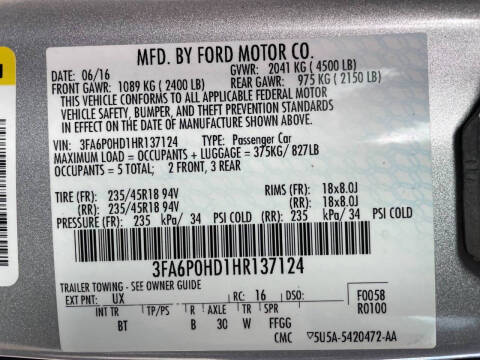 MFD. BY FORD MOTOR CO.
DATE: 06/16 GVWR: 2041 KG ( 4500 LB)
FRONT GAWR: 1089 KG ( 2400 LB) REAR GAWR: 975 KG ( 2150 LB)
THIS VEHICLE CONFORMS TO ALL APPLICABLE FEDERAL MOTOR
VEHICLE SAFETY, BUMPER, AND THEFT PREVENTION STANDARDS
IN EFFECT ON THE DATE OF MANUFACTURE SHOWN ABOVE.
VIN: 3FA6P0HD1HR137124 TYPE: Passenger Car
MAXIMUM LOAD = OCCUPANTS + LUGGAGE = 375KG/ 827LB
OCCUPANTS = 5 TOTAL; 2 FRONT, 3 REAR
TIRE (FR): 235/45R18 94V RIMS (FR): 18x8.0J
(RR): 235/45R18 94V (RR): 18x8.0J
PRESSURE (FR): 235 kPa/ 34 PSI COLD (RR): 235 kPa/ 34 PSI COLD
3FA6P0HD1HR137124
TRAILER TOWING - SEE OWNER GUIDE
EXT PNT: UX RC: 16 DSO: F0058
INT TR TP/PS R AXLE TR SPR R0100
BT B 30 W FFGG
CMC 5U5A-5420472-AA